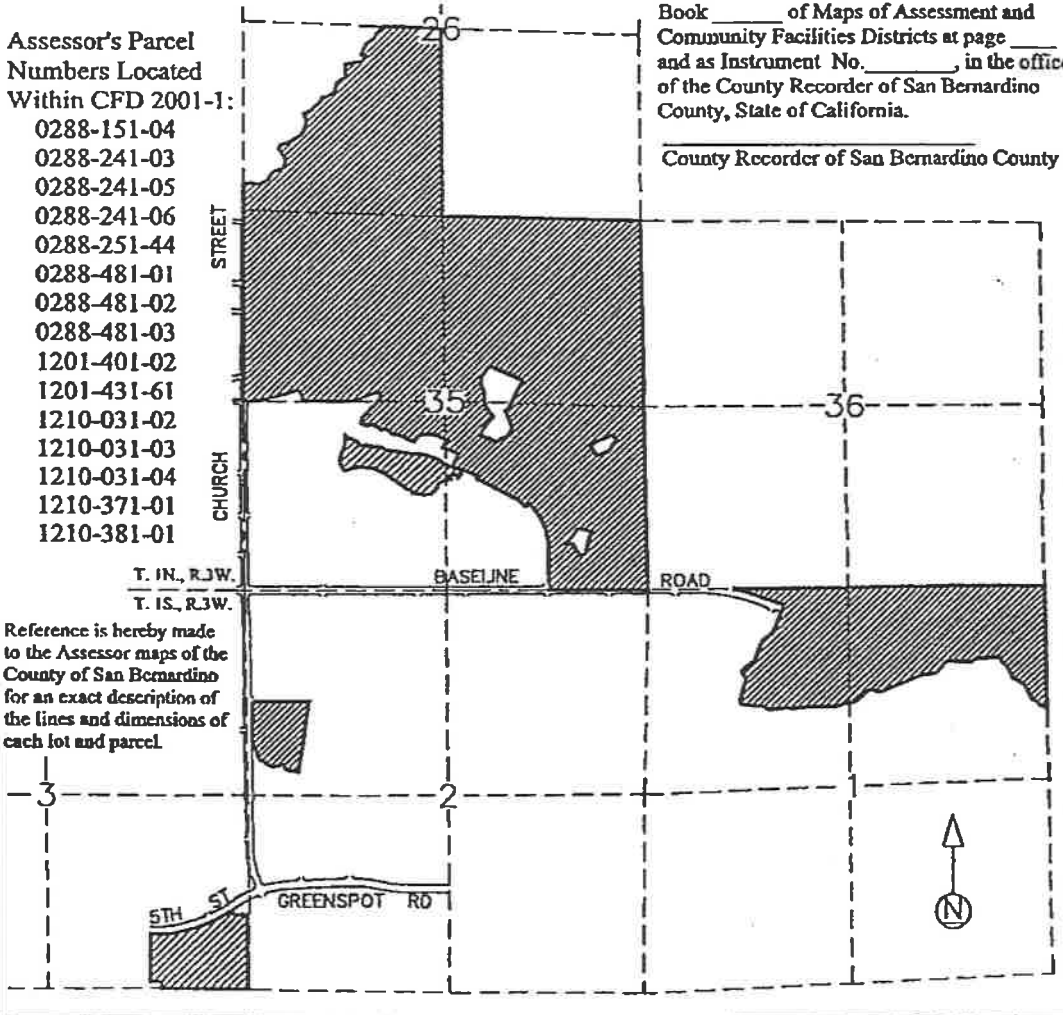 Assessor's Parcel
Numbers Located
Within CFD 2001-1:
0288-151-04
0288-241-03
0288-241-05
0288-241-06
0288-251-44
0288-481-01
0288-481-02
0288-481-03
1201-401-02
1201-431-61
1210-031-02
1210-031-03
1210-031-04
1210-371-01
1210-381-01
Book ______ of Maps of Assessment and
Community Facilities Districts at page ____
and as Instrument No. ______, in the office
of the County Recorder of San Bernardino
County, State of California.
County Recorder of San Bernardino County
26
STREET
35
36
CHURCH
T. 1N., R.3W.
T. 1S., R.3W.
BASELINE
ROAD
Reference is hereby made
to the Assessor maps of the
County of San Bernardino
for an exact description of
the lines and dimensions of
each lot and parcel.
3
2
1
5TH ST
GREENSPOT RD
N